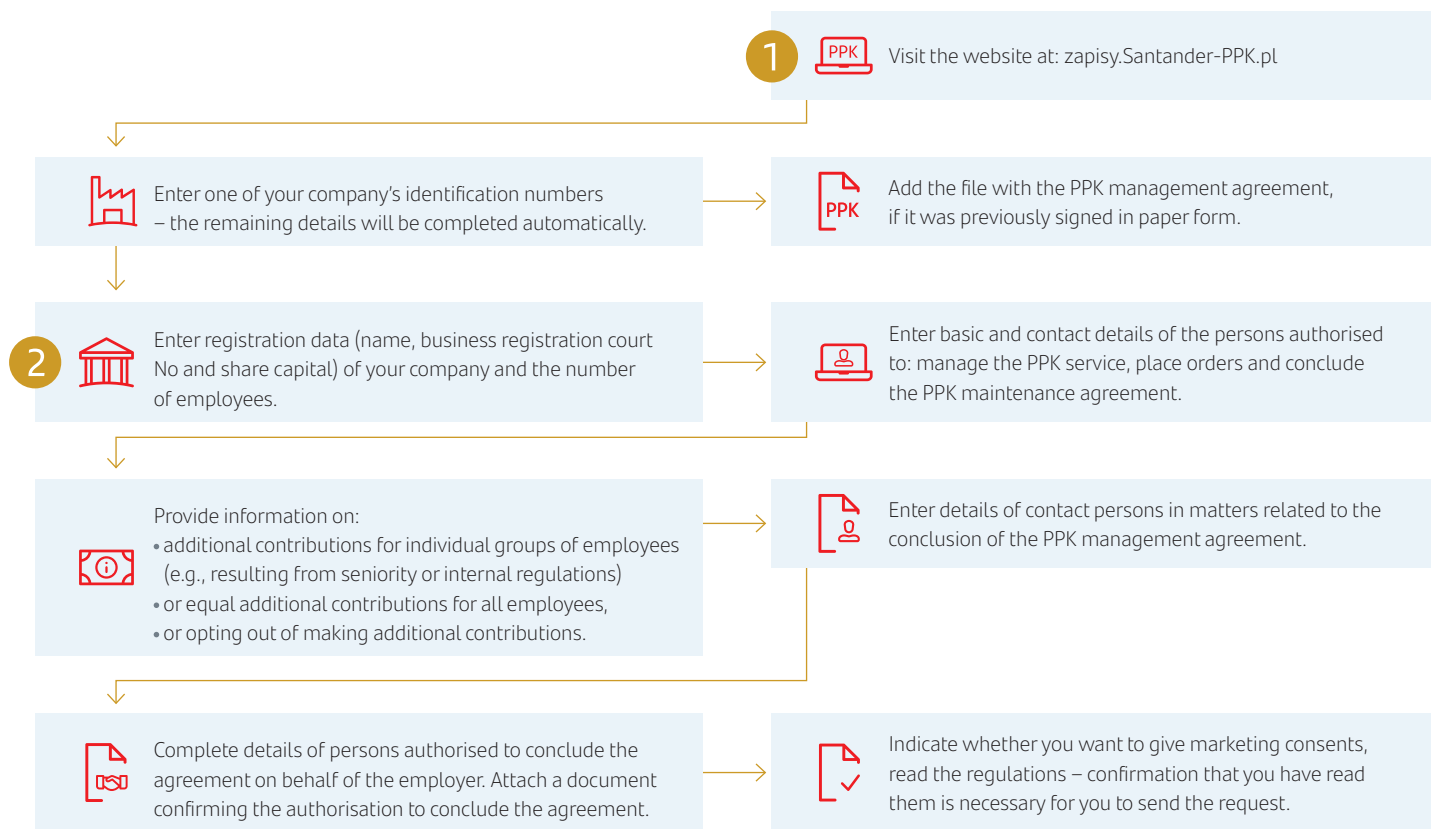 1
PPK
Visit the website at: zapisy.Santander-PPK.pl
Enter one of your company's identification numbers
– the remaining details will be completed automatically.
PPK
Add the file with the PPK management agreement,
if it was previously signed in paper form.
2
Enter registration data (name, business registration court
No and share capital) of your company and the number
of employees.
Enter basic and contact details of the persons authorised
to: manage the PPK service, place orders and conclude
the PPK maintenance agreement.
Provide information on:
• additional contributions for individual groups of employees
(e.g., resulting from seniority or internal regulations)
• or equal additional contributions for all employees,
• or opting out of making additional contributions.
Enter details of contact persons in matters related to the
conclusion of the PPK management agreement.
Complete details of persons authorised to conclude the
agreement on behalf of the employer. Attach a document
confirming the authorisation to conclude the agreement.
Indicate whether you want to give marketing consents,
read the regulations – confirmation that you have read
them is necessary for you to send the request.